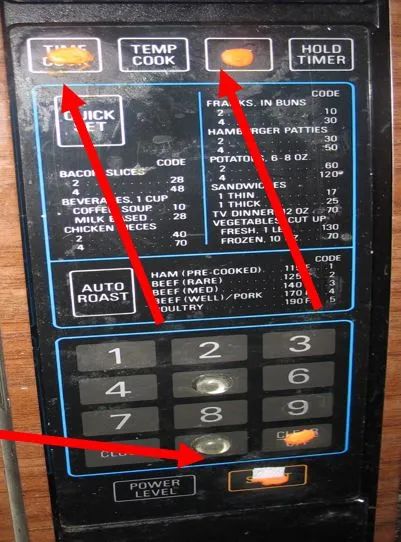 TIME
TEMP
COOK
HOLD
TIMER
QUICK
SET
CODE
BACON SLICES
2 28
4 48
BEVERAGES, 1 CUP
COFFEE, SOUP 10
MILK BASED 28
CHICKEN PIECES
2 40
4 70
CODE
FRANKS, IN BUNS
2 10
4 30
HAMBURGER PATTIES
2 30
4 50
POTATOES, 6-8 OZ.
2 60
4 120
SANDWICHES
1 THIN 17
1 THICK 25
TV DINNER, 12 OZ 70
VEGETABLES, CUT UP
FRESH, 1 LB 130
FROZEN, 10 OZ 70
AUTO
ROAST
CODE
HAM (PRE-COOKED) 115 F 1
BEEF (RARE) 125 F 2
BEEF (MED) 140 F 3
BEEF (WELL)/PORK 170 F 4
POULTRY 190 F 5
1 2 3
4 6
7 8 9
CLEAR
POWER
LEVEL